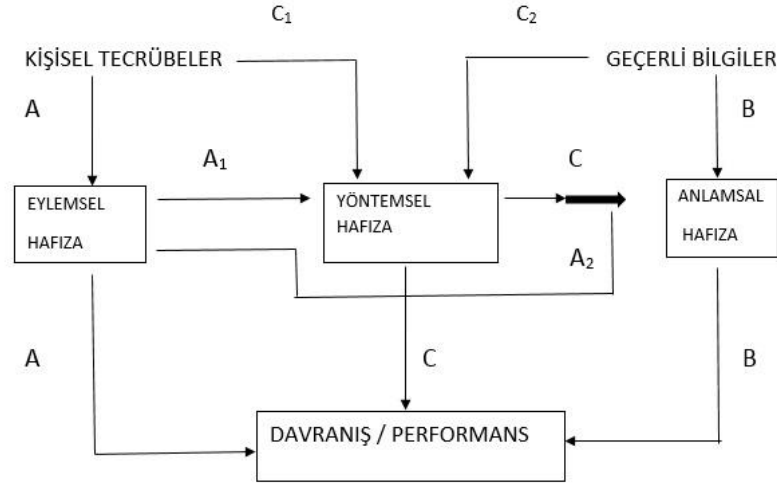 C₁ C₂
KİŞİSEL TECRÜBELER GEÇERLİ BİLGİLER
A B
A₁ C
EYLEMSEL
HAFIZA
YÖNTEMSEL
HAFIZA
ANLAMSAL
HAFIZA
A₂
A C B
DAVRANIŞ / PERFORMANS